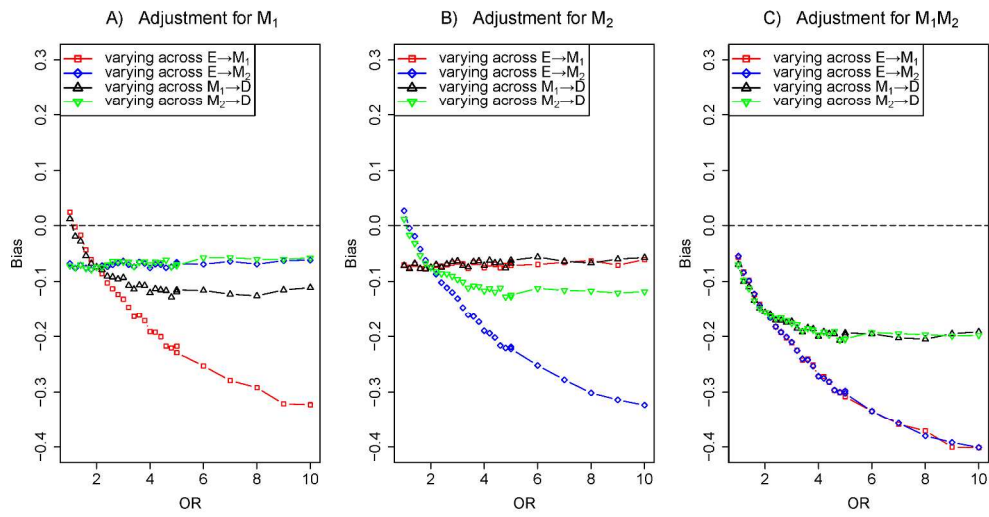 A) Adjustment for M₁
varying across E→M₁
varying across E→M₂
varying across M₁→D
varying across M₂→D
Bias
0.3
0.2
0.1
0.0
−0.1
−0.2
−0.3
−0.4
2 4 6 8 10
OR
B) Adjustment for M₂
varying across E→M₁
varying across E→M₂
varying across M₁→D
varying across M₂→D
Bias
0.3
0.2
0.1
0.0
−0.1
−0.2
−0.3
−0.4
2 4 6 8 10
OR
C) Adjustment for M₁M₂
varying across E→M₁
varying across E→M₂
varying across M₁→D
varying across M₂→D
Bias
0.3
0.2
0.1
0.0
−0.1
−0.2
−0.3
−0.4
2 4 6 8 10
OR